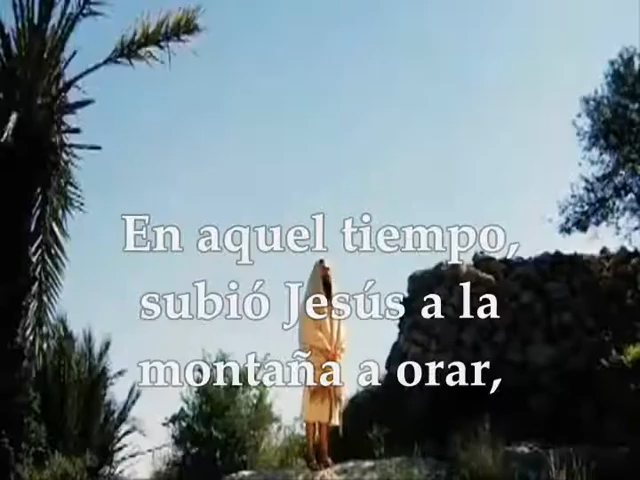 En aquel tiempo,
subió Jesús a la
montaña a orar,